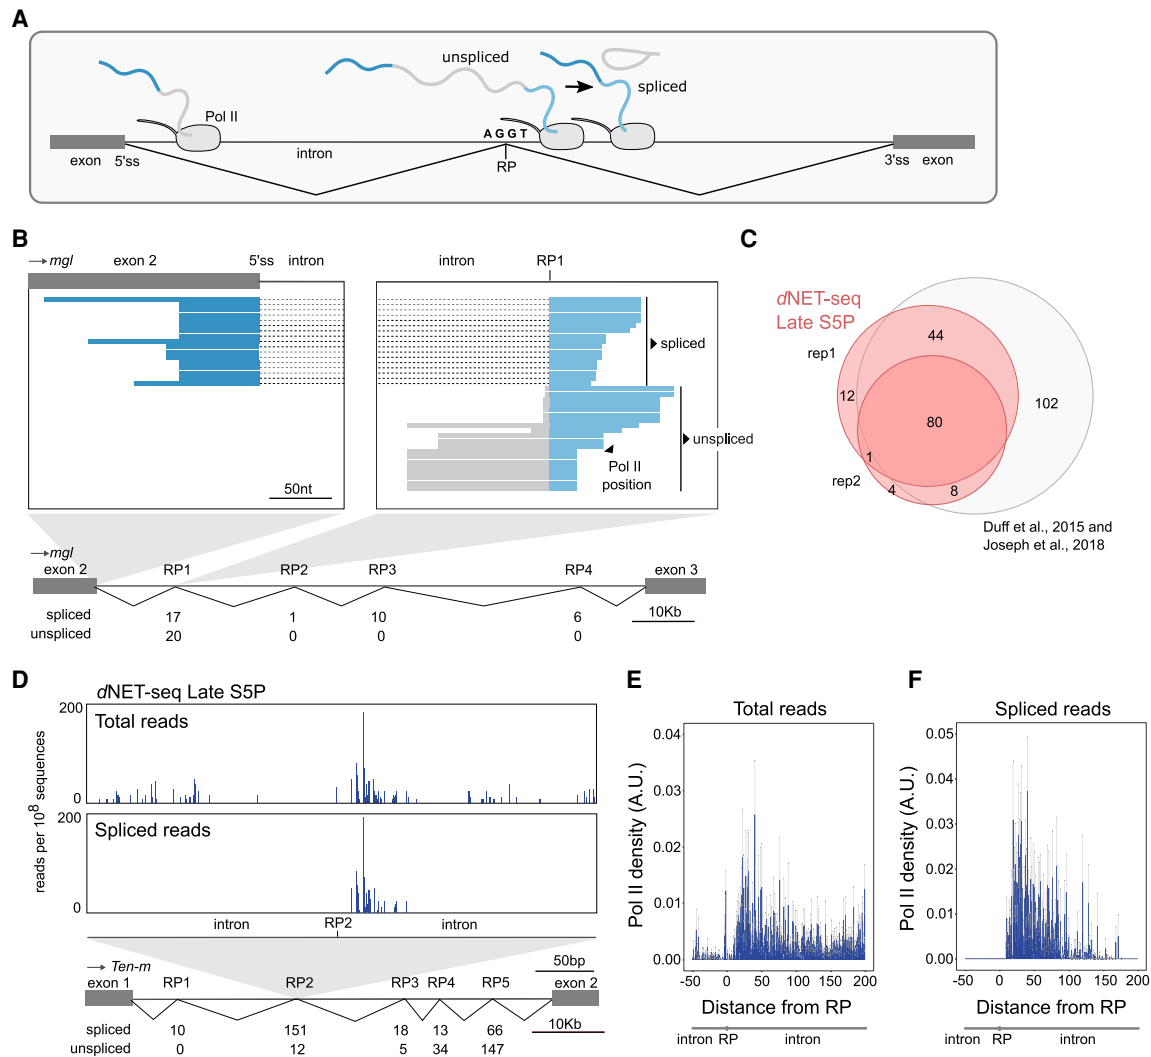 A
unspliced
spliced
Pol II
AGGT
exon
5'ss
intron
RP
3'ss
exon
B
→mgl
exon 2
5'ss
intron
intron
RP1
spliced
unspliced
Pol II
position
50nt
→mgl
exon 2
RP1
RP2
RP3
RP4
exon 3
spliced
17
1
10
6
10Kb
unspliced
20
0
0
0
C
dNET-seq
Late S5P
rep1
44
12
80
102
1
rep2
4
8
Duff et al., 2015 and
Joseph et al., 2018
D
dNET-seq Late S5P
200
Total reads
0
200
Spliced reads
0
reads per 10⁸ sequences
intron
RP2
intron
50bp
→ Ten-m
exon 1
RP1
RP2
RP3
RP4
RP5
exon 2
spliced
10
151
18
13
66
10Kb
unspliced
0
12
5
34
147
E
Total reads
Pol II density (A.U.)
0.04
0.03
0.02
0.01
0.00
-50
0
50
100
150
200
Distance from RP
intron
RP
intron
F
Spliced reads
Pol II density (A.U.)
0.05
0.04
0.03
0.02
0.01
0.00
-50
0
50
100
150
200
Distance from RP
intron
RP
intron